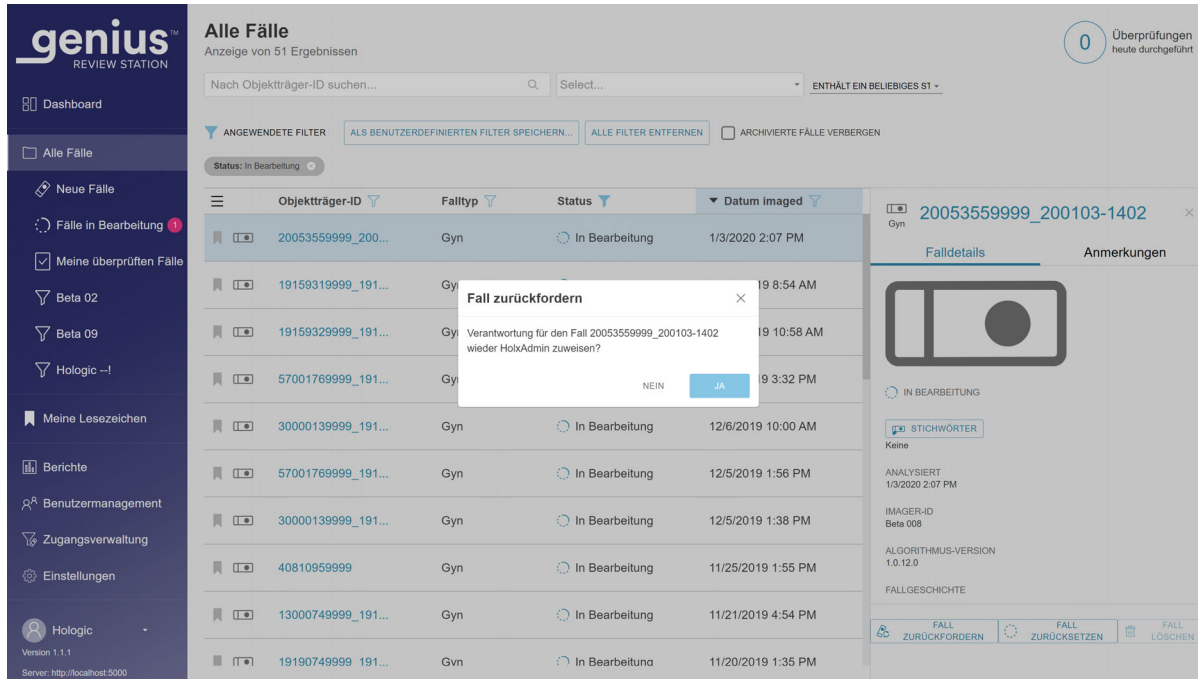 genius™
REVIEW STATION
Dashboard
Alle Fälle
Neue Fälle
Fälle in Bearbeitung 1
Meine überprüften Fälle
Beta 02
Beta 09
Hologic --!
Meine Lesezeichen
Berichte
Benutzermanagement
Zugangsverwaltung
Einstellungen
Hologic
Version 1.1.1
Server: http://localhost:5000
Alle Fälle
Anzeige von 51 Ergebnissen
0 Überprüfungen
heute durchgeführt
Nach Objektträger-ID suchen... Select... ENTHÄLT EIN BELIEBIGES ST
ANGEWENDETE FILTER ALS BENUTZERDEFINIERTEN FILTER SPEICHERN... ALLE FILTER ENTFERNEN ARCHIVIERTE FÄLLE VERBERGEN
Status: In Bearbeitung
Objektträger-ID Falltyp Status Datum imaged
20053559999_200... Gyn In Bearbeitung 1/3/2020 2:07 PM
19159319999_191... Gy 19 8:54 AM
19159329999_191... Gy 19 10:58 AM
57001769999_191... Gy 9 3:32 PM
30000139999_191... Gyn In Bearbeitung 12/6/2019 10:00 AM
57001769999_191... Gyn In Bearbeitung 12/5/2019 1:56 PM
30000139999_191... Gyn In Bearbeitung 12/5/2019 1:38 PM
40810959999 Gyn In Bearbeitung 11/25/2019 1:55 PM
13000749999_191... Gyn In Bearbeitung 11/21/2019 4:54 PM
19190749999 191... Gyn In Bearbeitung 11/20/2019 1:35 PM
Fall zurückfordern
Verantwortung für den Fall 20053559999_200103-1402
wieder HolxAdmin zuweisen?
NEIN JA
Gyn
20053559999_200103-1402
Falldetails Anmerkungen
IN BEARBEITUNG
STICHWÖRTER
Keine
ANALYSIERT
1/3/2020 2:07 PM
IMAGER-ID
Beta 008
ALGORITHMUS-VERSION
1.0.12.0
FALLGESCHICHTE
FALL ZURÜCKFORDERN
FALL ZURÜCKSETZEN
FALL LÖSCHEN